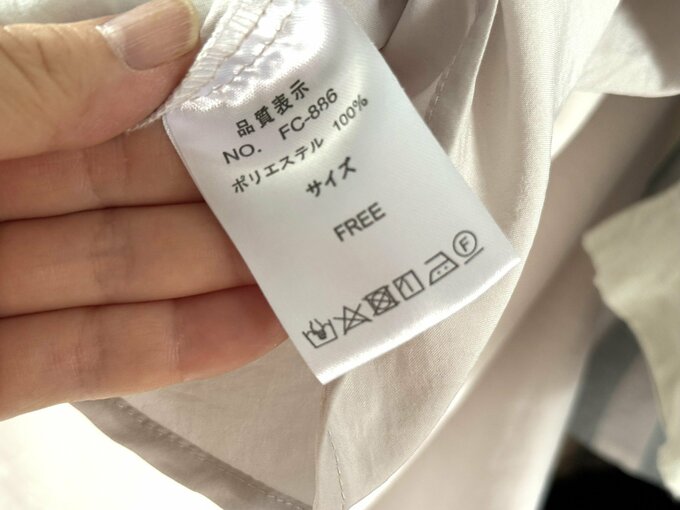 品質表示
NO. FC-886
ポリエステル 100%
サイズ
FREE
F